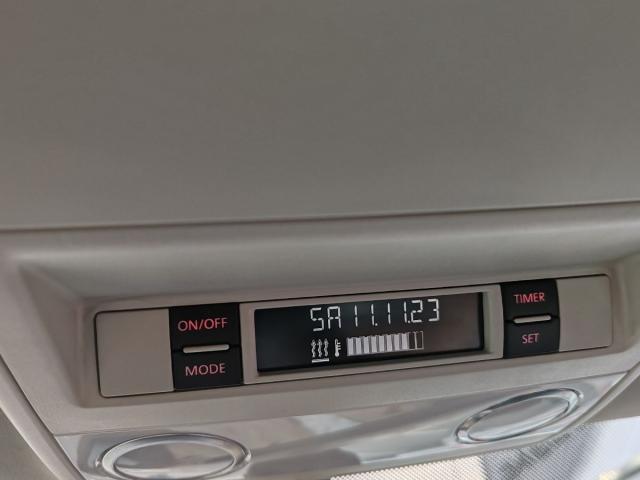 ON/OFF
MODE
SA 11.11.23
TIMER
SET